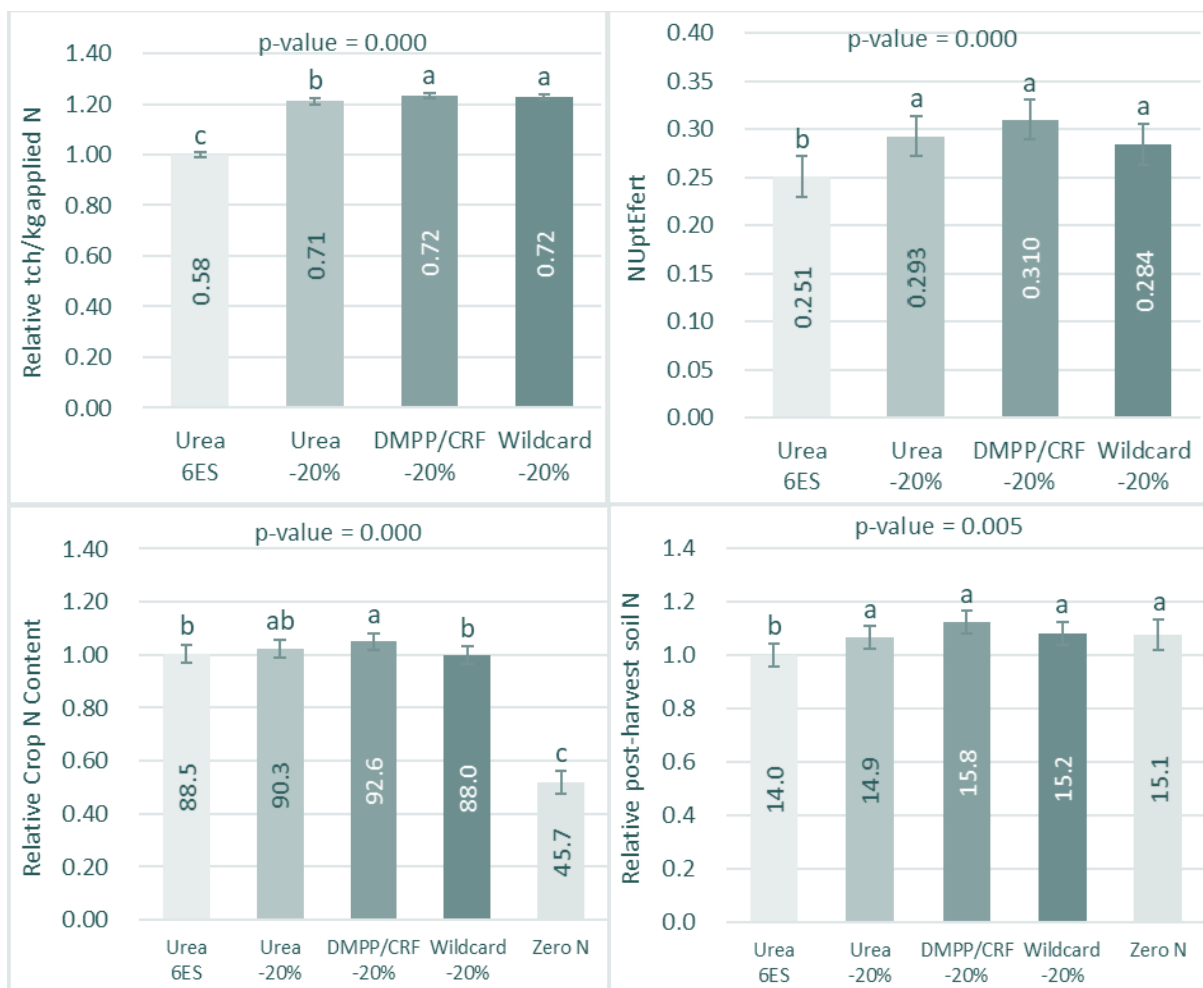 p-value = 0.000
Relative tch/kg applied N
1.40
1.20
1.00
0.80
0.60
0.40
0.20
0.00
c
b
a
a
0.58
0.71
0.72
0.72
Urea
6ES
Urea
-20%
DMPP/CRF
-20%
Wildcard
-20%
p-value = 0.000
NUptEfert
0.40
0.35
0.30
0.25
0.20
0.15
0.10
0.05
0.00
b
a
a
a
0.251
0.293
0.310
0.284
Urea
6ES
Urea
-20%
DMPP/CRF
-20%
Wildcard
-20%
p-value = 0.000
Relative Crop N Content
1.40
1.20
1.00
0.80
0.60
0.40
0.20
0.00
b
ab
a
b
c
88.5
90.3
92.6
88.0
45.7
Urea
6ES
Urea
-20%
DMPP/CRF
-20%
Wildcard
-20%
Zero N
p-value = 0.005
Relative post-harvest soil N
1.4
1.2
1.0
0.8
0.6
0.4
0.2
0.0
b
a
a
a
a
14.0
14.9
15.8
15.2
15.1
Urea
6ES
Urea
-20%
DMPP/CRF
-20%
Wildcard
-20%
Zero N